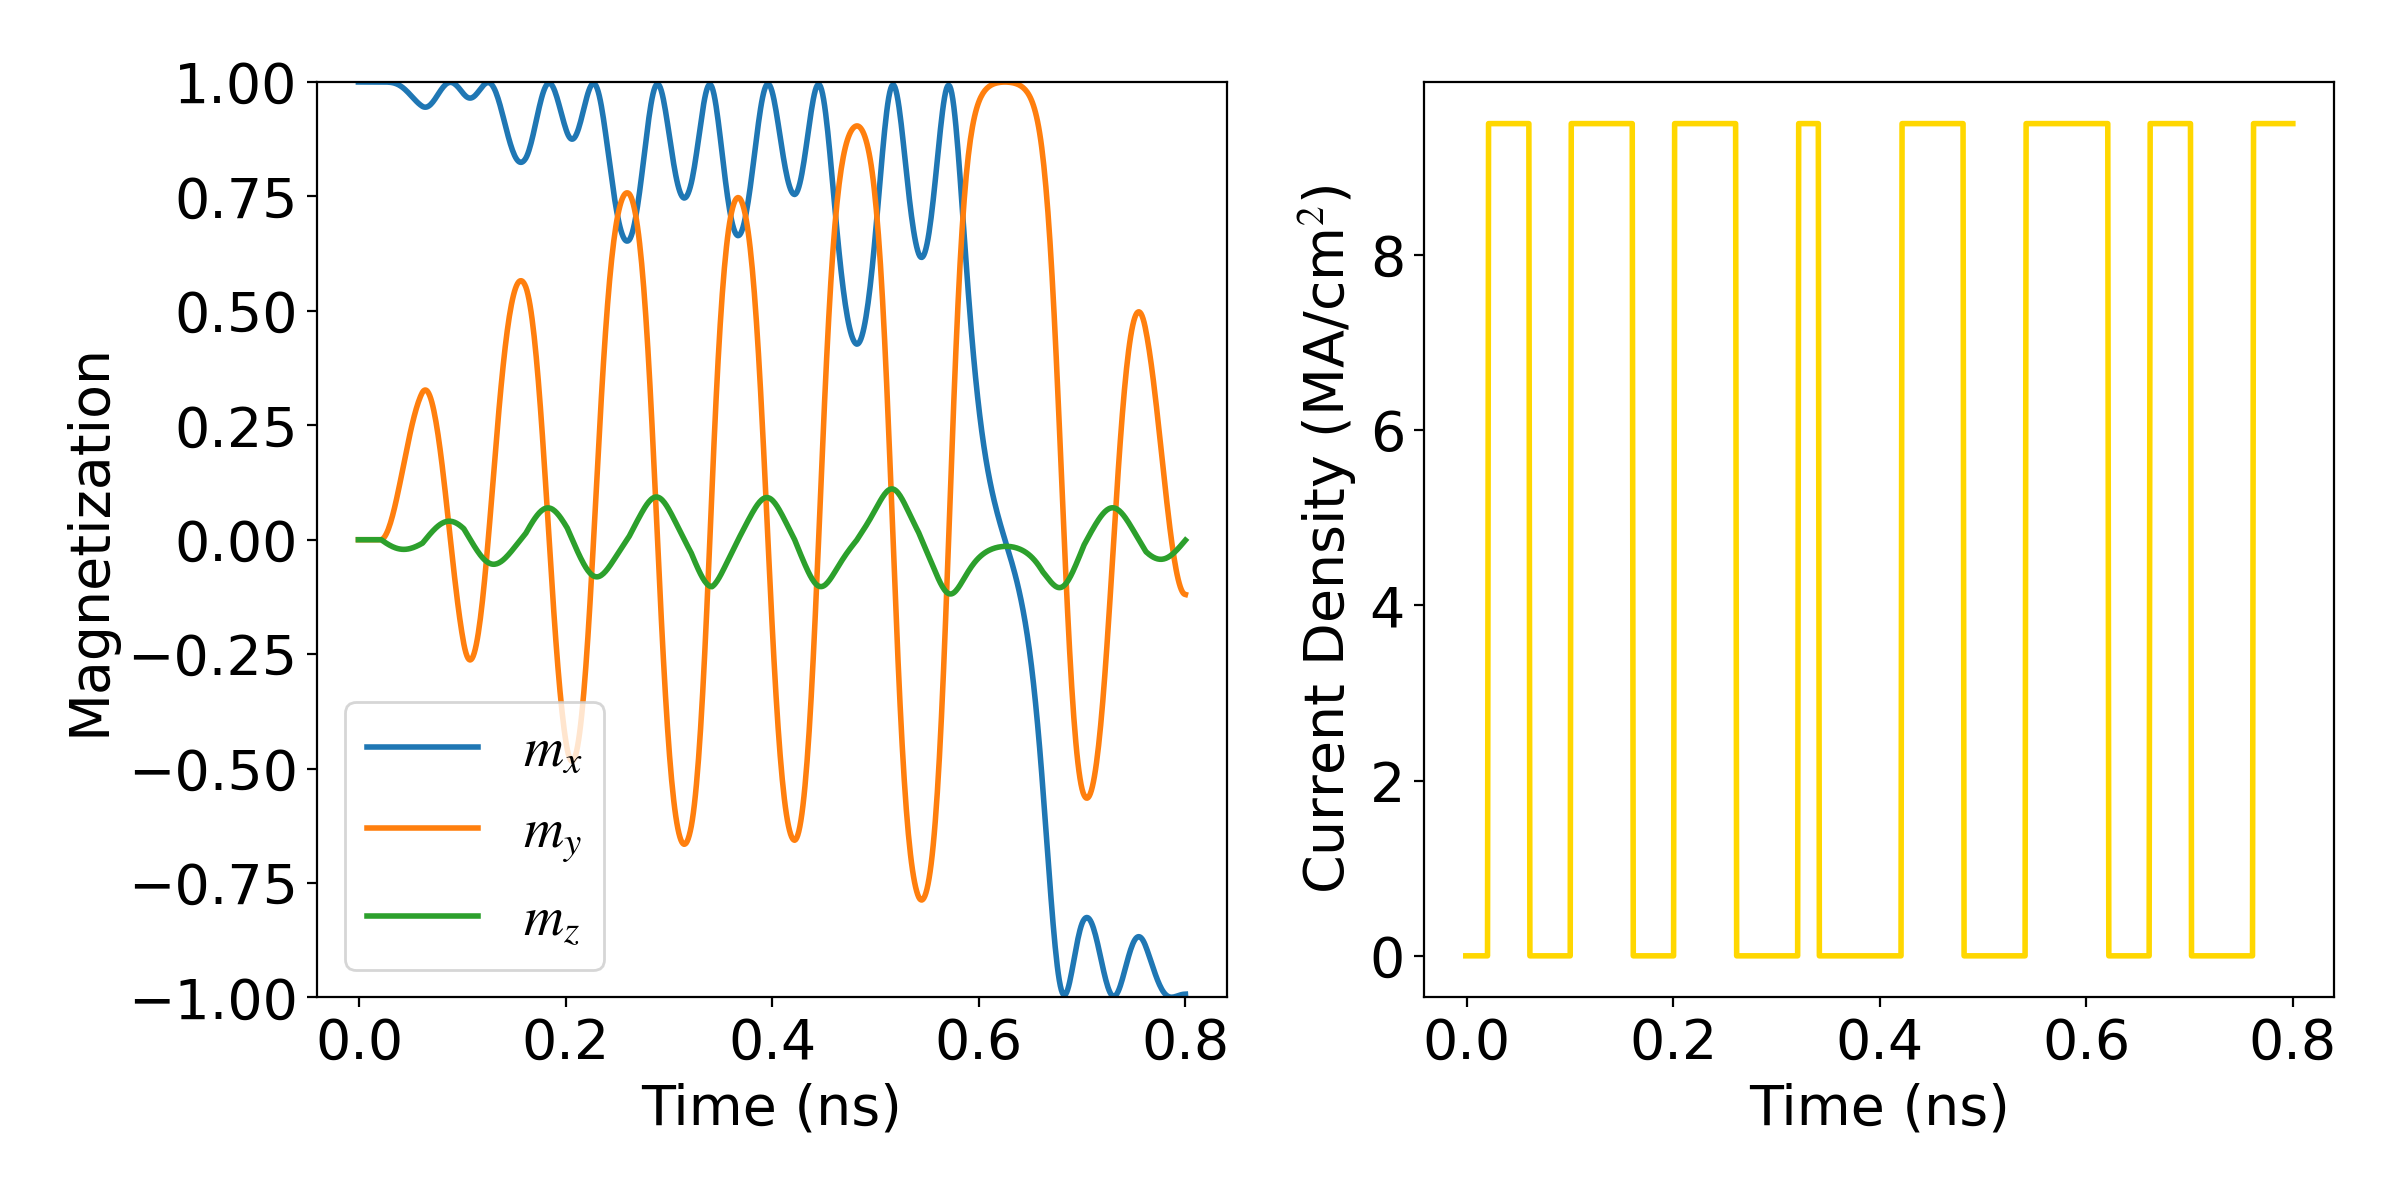 1.00
0.75
0.50
0.25
0.00
−0.25
−0.50
−0.75
−1.00
Magnetization
m_x
m_y
m_z
0.0 0.2 0.4 0.6 0.8
Time (ns)
8
6
4
2
0
Current Density (MA/cm²)
0.0 0.2 0.4 0.6 0.8
Time (ns)